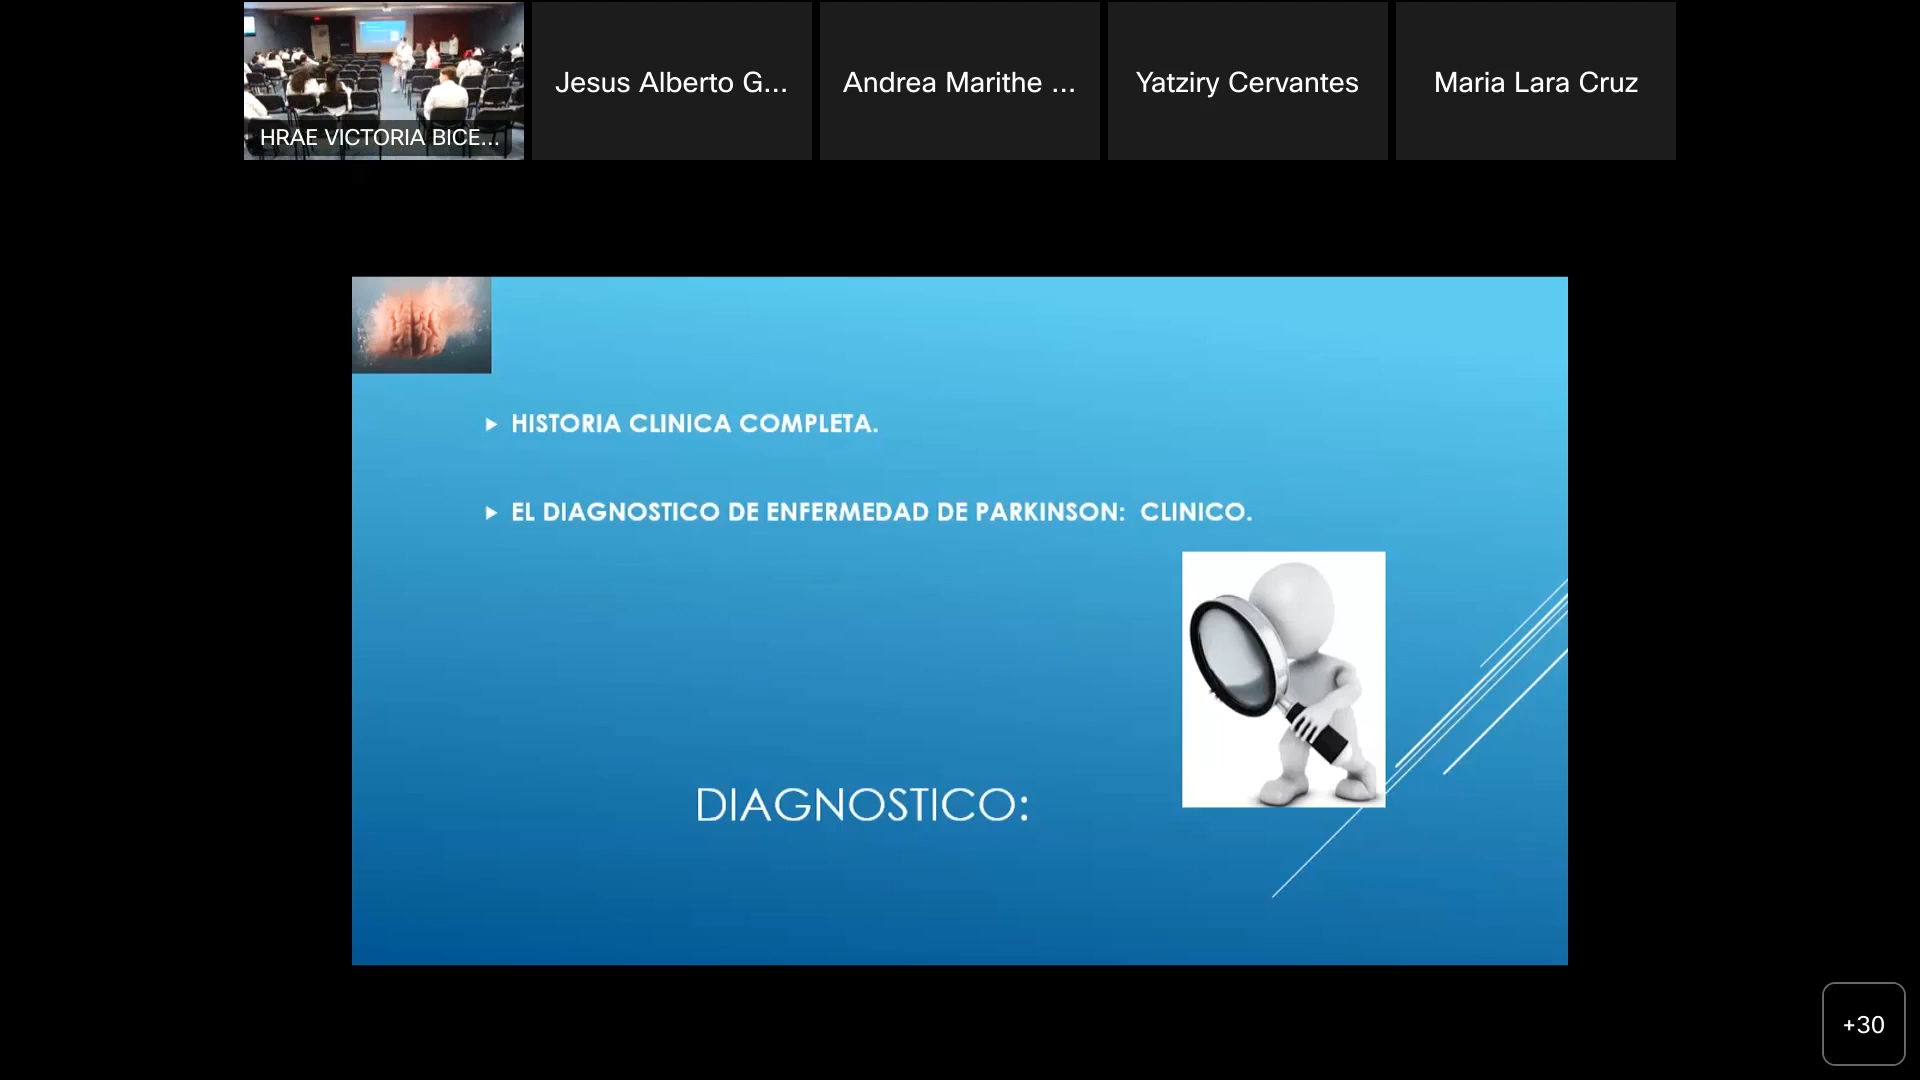 HRAE VICTORIA BICE...
Jesus Alberto G...
Andrea Marithe ...
Yatziry Cervantes
Maria Lara Cruz
HISTORIA CLINICA COMPLETA.
EL DIAGNOSTICO DE ENFERMEDAD DE PARKINSON: CLINICO.
DIAGNOSTICO:
+30